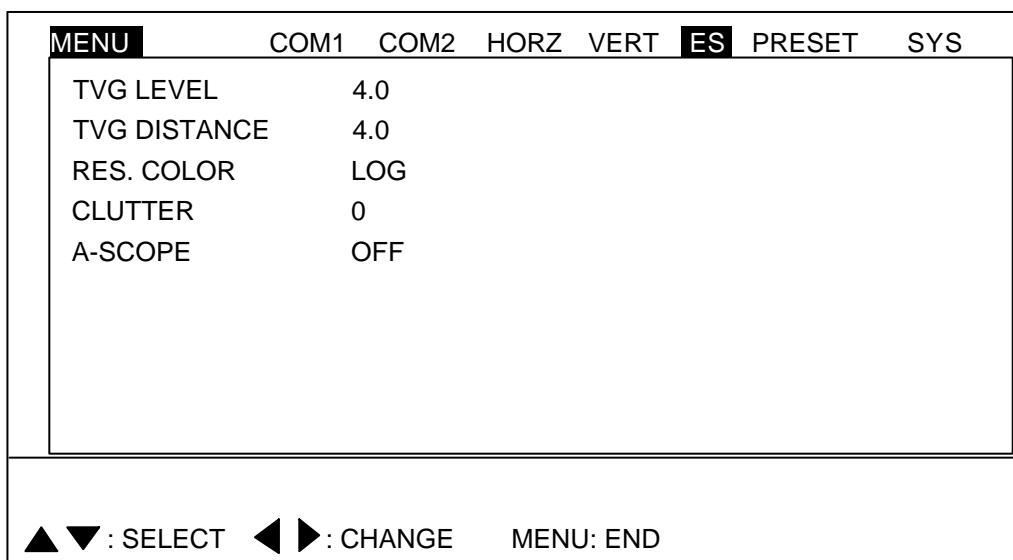 MENU COM1 COM2 HORZ VERT ES PRESET SYS
TVG LEVEL 4.0
TVG DISTANCE 4.0
RES. COLOR LOG
CLUTTER 0
A-SCOPE OFF
▲ ▼ : SELECT ◀ ▶ : CHANGE MENU: END